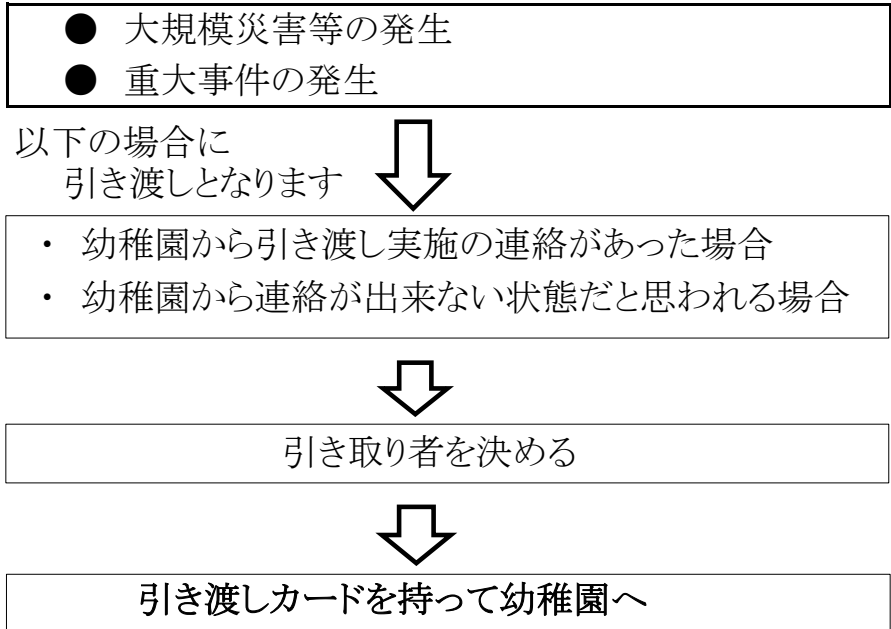 ● 大規模災害等の発生
● 重大事件の発生
以下の場合に
引き渡しとなります
・ 幼稚園から引き渡し実施の連絡があった場合
・ 幼稚園から連絡が出来ない状態だと思われる場合
引き取り者を決める
引き渡しカードを持って幼稚園へ